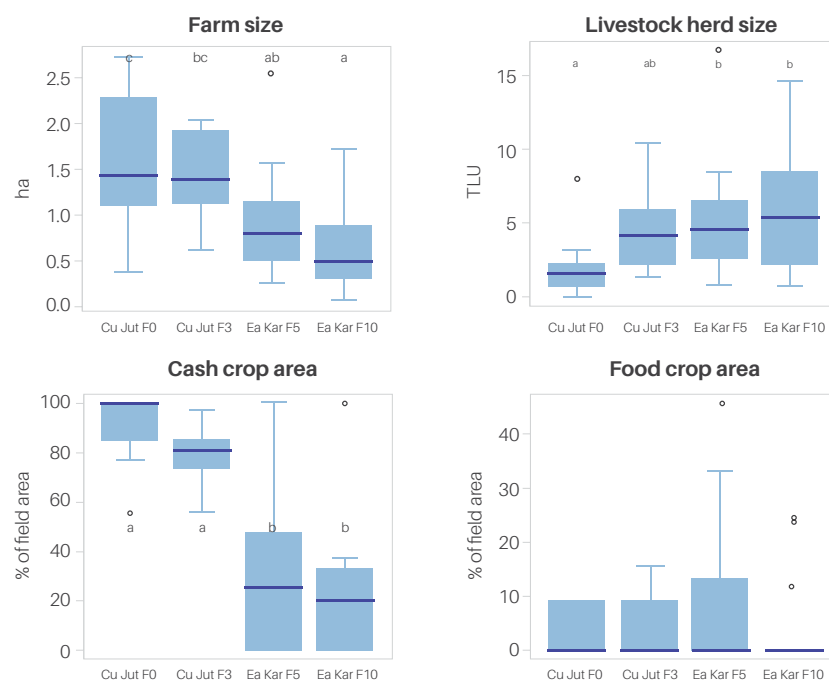 Farm size
c bc ab a
2.5
2.0
1.5
1.0
0.5
0.0
ha
Cu Jut F0 Cu Jut F3 Ea Kar F5 Ea Kar F10
Livestock herd size
a ab b b
15
10
5
0
TLU
Cu Jut F0 Cu Jut F3 Ea Kar F5 Ea Kar F10
Cash crop area
100
80
60
40
20
0
% of field area
a a b b
Cu Jut F0 Cu Jut F3 Ea Kar F5 Ea Kar F10
Food crop area
40
30
20
10
0
% of field area
Cu Jut F0 Cu Jut F3 Ea Kar F5 Ea Kar F10